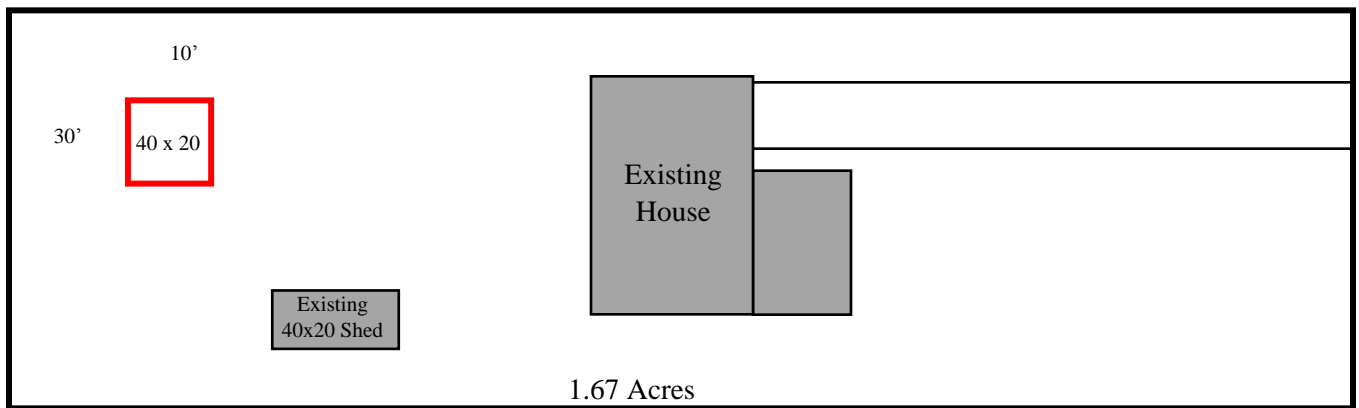 10’
30’
40 x 20
Existing
House
Existing
40x20 Shed
1.67 Acres